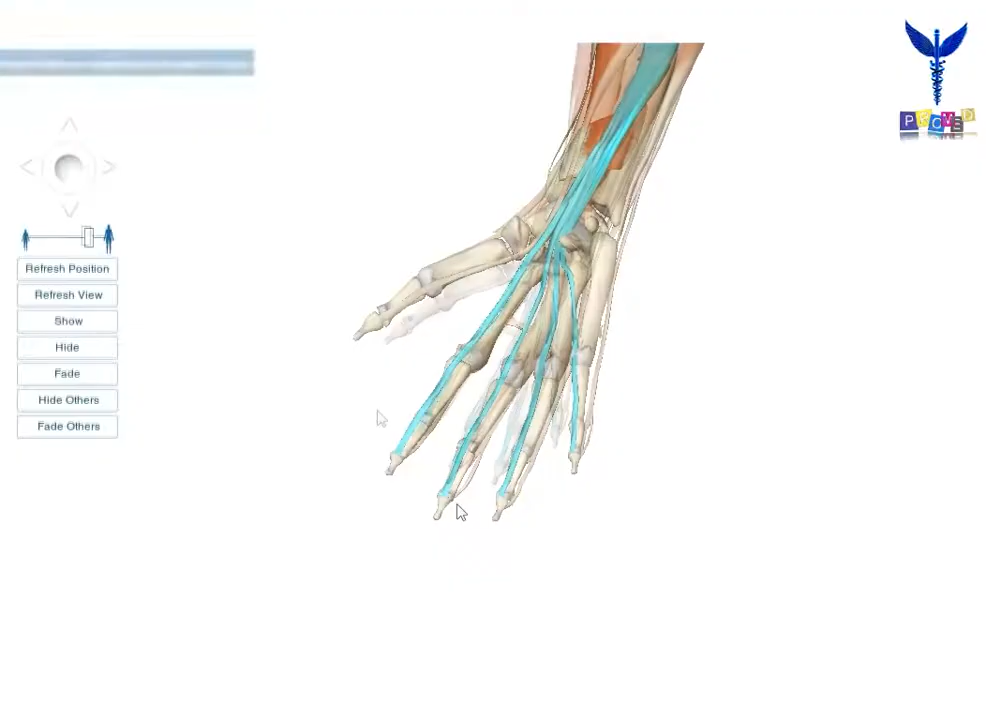 Refresh Position
Refresh View
Show
Hide
Fade
Hide Others
Fade Others